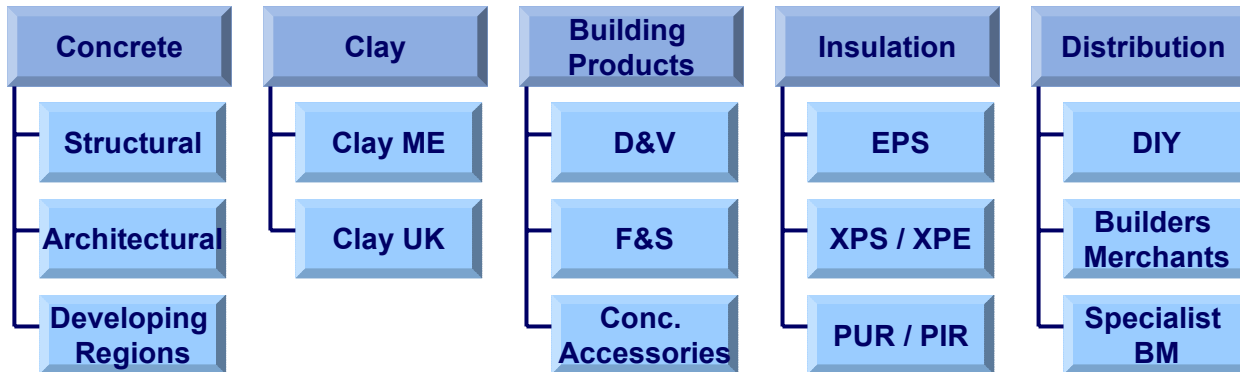 Concrete
Structural
Architectural
Developing
Regions
Clay
Clay ME
Clay UK
Building
Products
D&V
F&S
Conc.
Accessories
Insulation
EPS
XPS / XPE
PUR / PIR
Distribution
DIY
Builders
Merchants
Specialist
BM